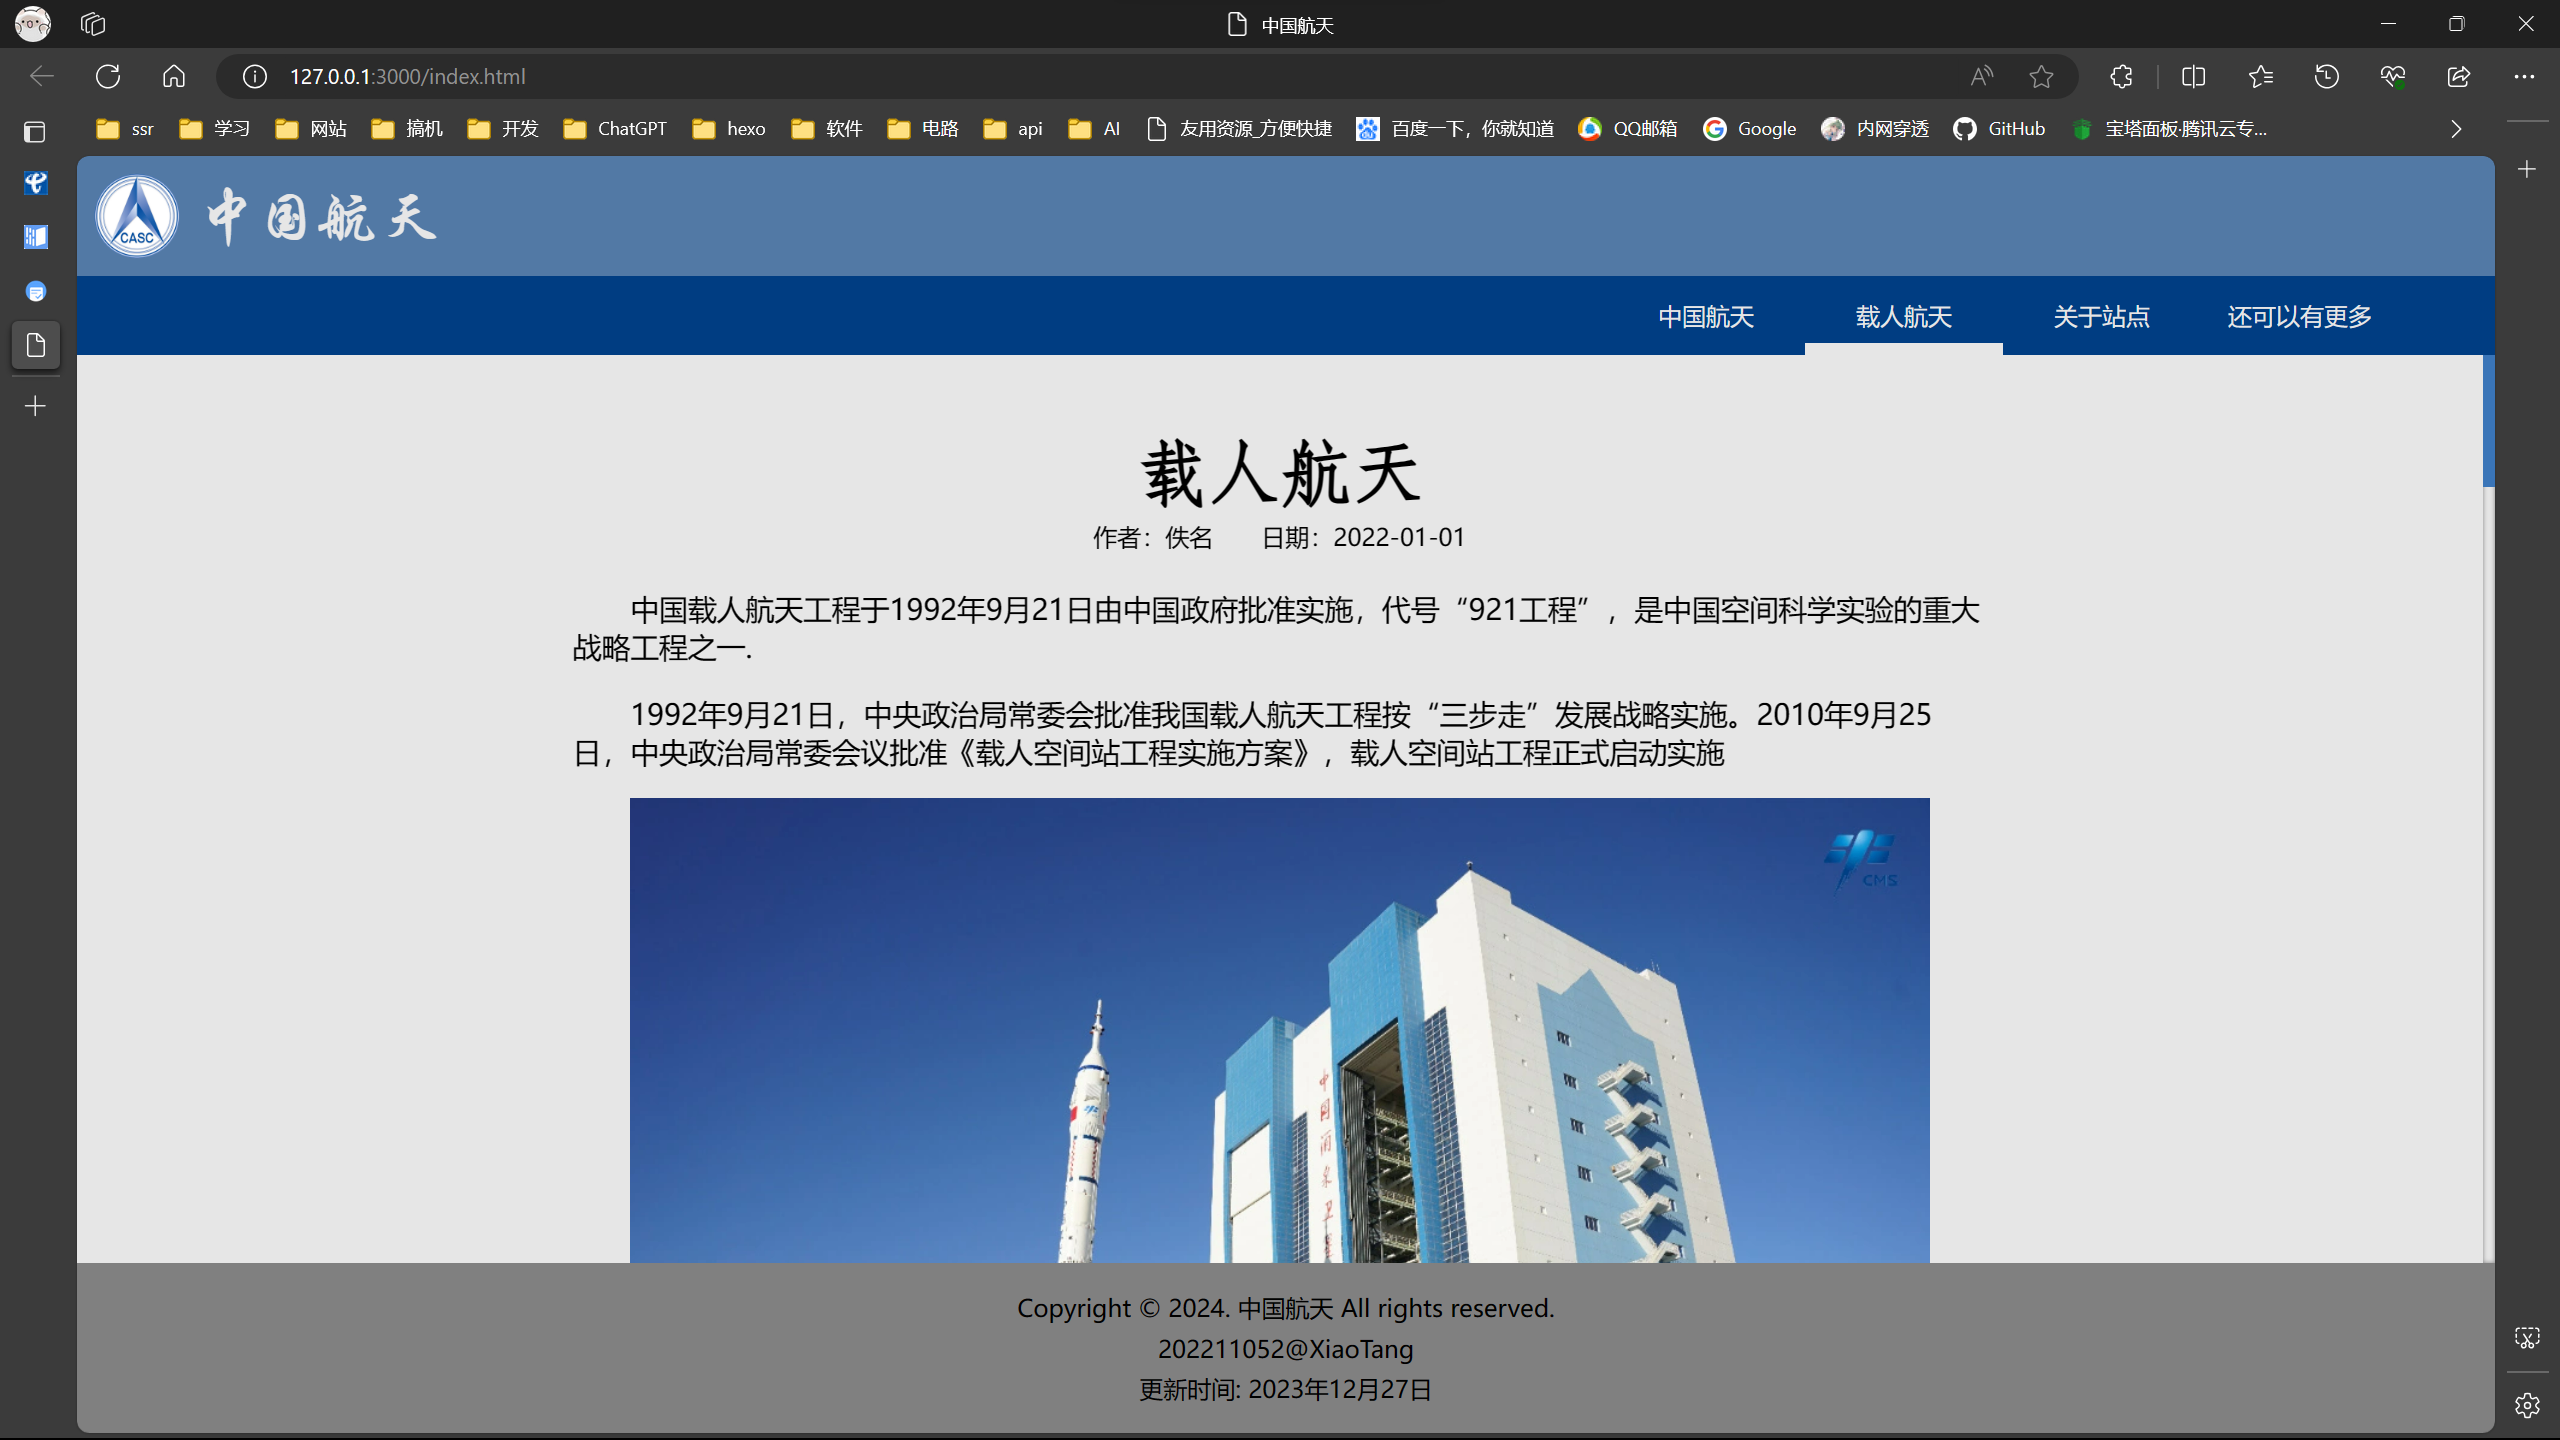 中国航天
127.0.0.1:3000/index.html
ssr 学习 网站 搞机 开发 ChatGPT hexo 软件 电路 api AI 友用资源_方便快捷 百度一下，你就知道 QQ邮箱 Google 内网穿透 GitHub 宝塔面板·腾讯云专...
CASC 中国航天
中国航天 载人航天 关于站点 还可以有更多
载人航天
作者：佚名 日期：2022-01-01
中国载人航天工程于1992年9月21日由中国政府批准实施，代号“921工程”，是中国空间科学实验的重大
战略工程之一.
1992年9月21日，中央政治局常委会批准我国载人航天工程按“三步走”发展战略实施。2010年9月25
日，中央政治局常委会议批准《载人空间站工程实施方案》，载人空间站工程正式启动实施
CMS
中国酒泉卫
Copyright © 2024. 中国航天 All rights reserved.
202211052@XiaoTang
更新时间: 2023年12月27日